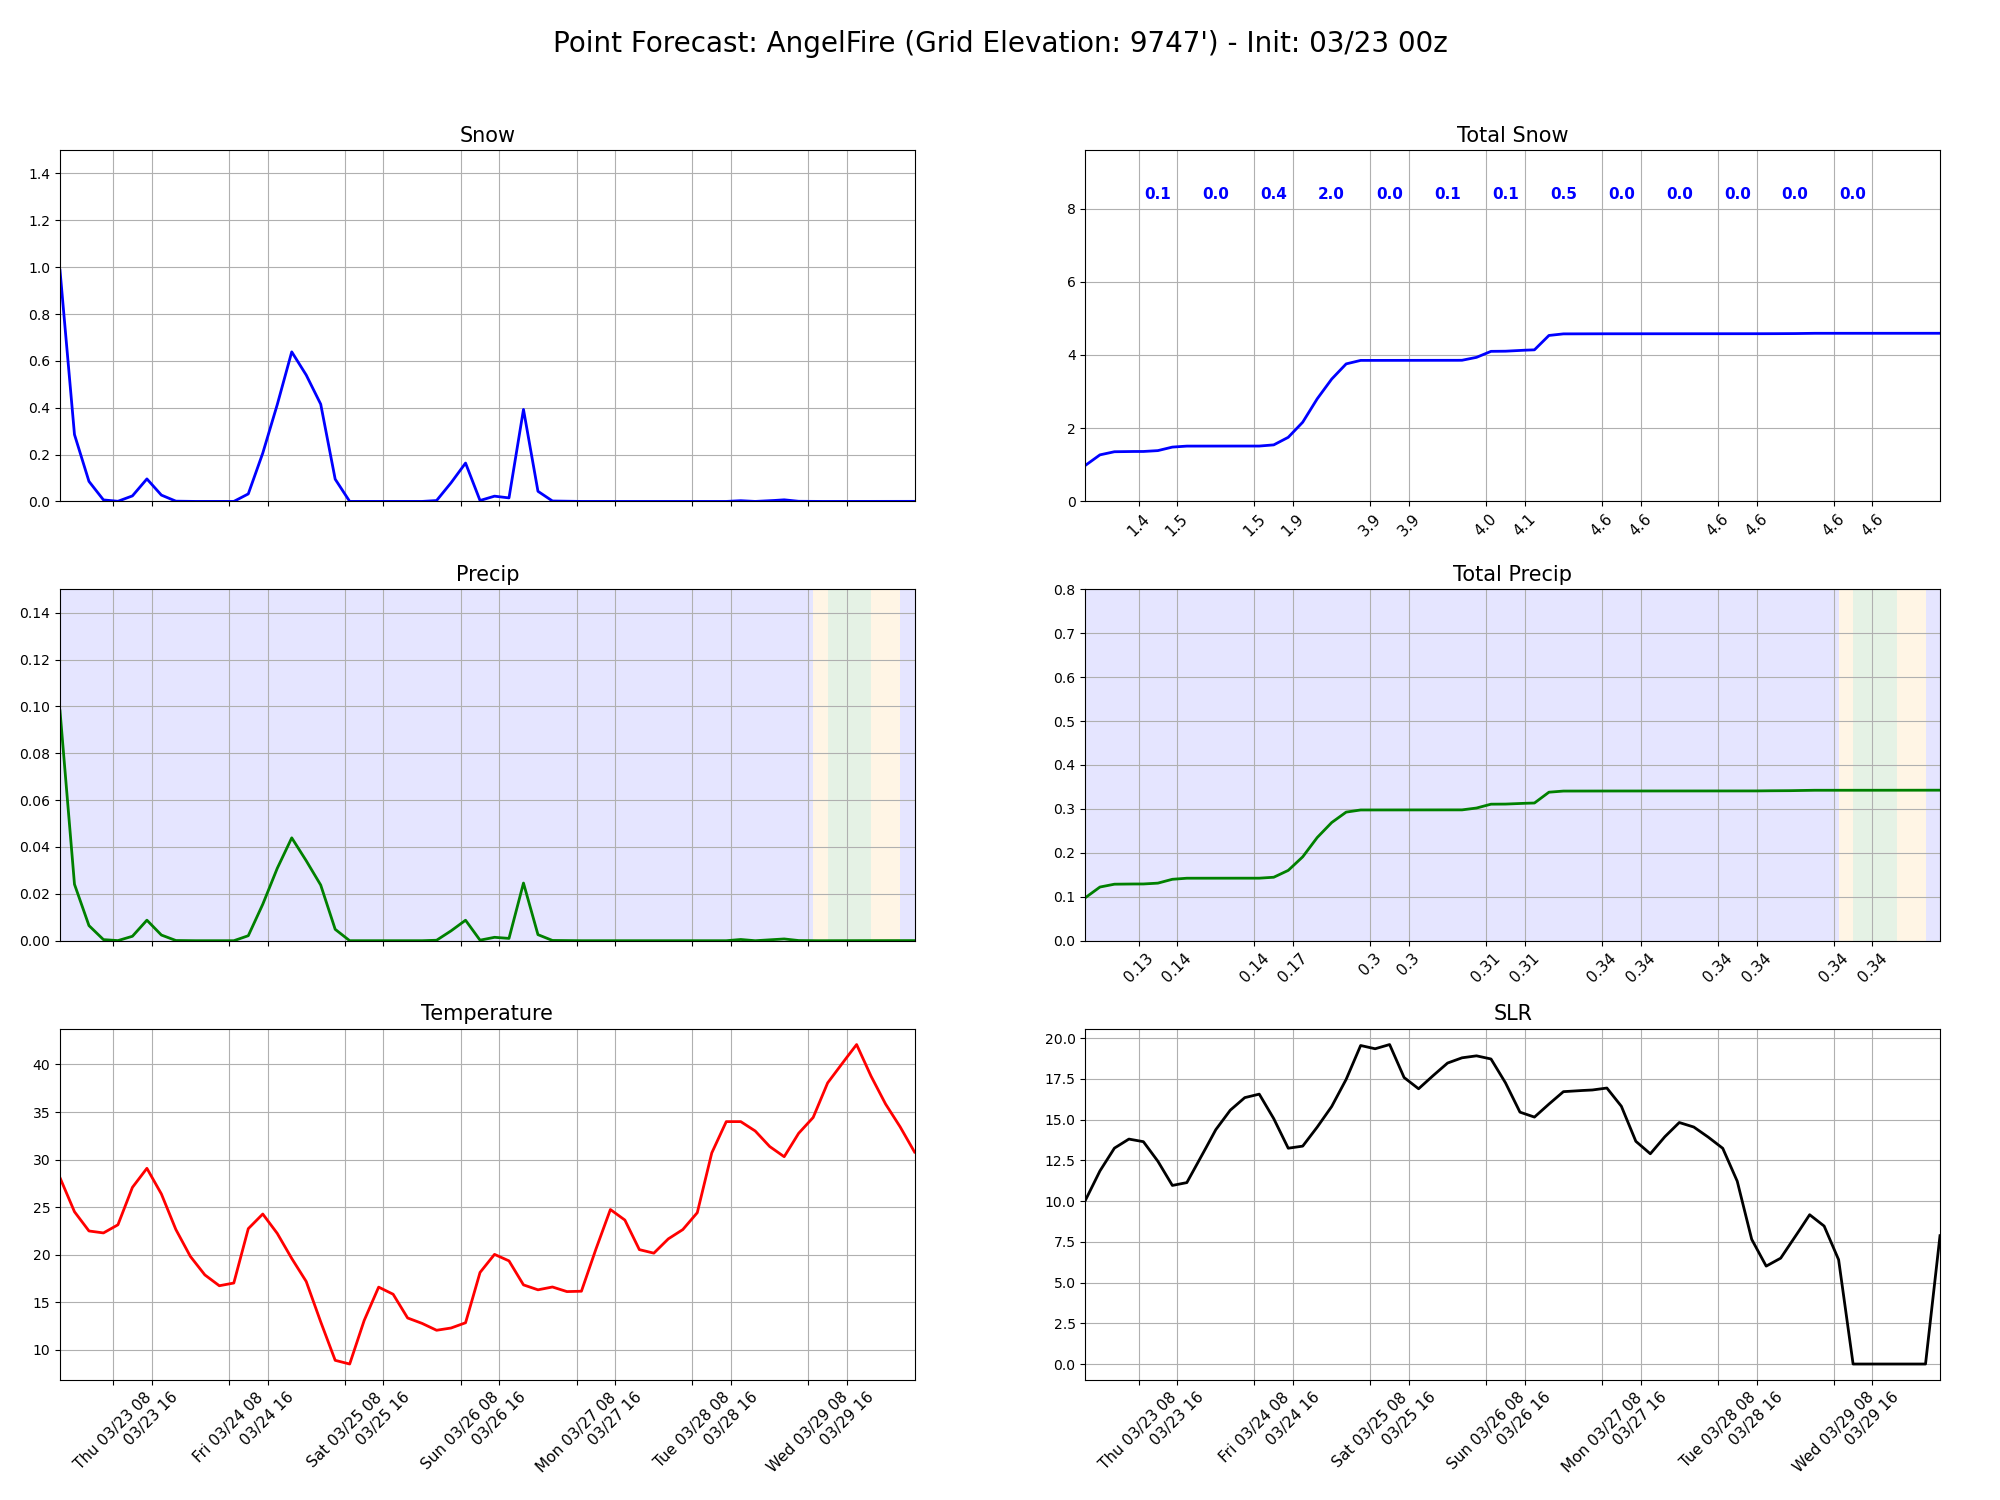 Point Forecast: AngelFire (Grid Elevation: 9747') - Init: 03/23 00z
Snow
1.4
1.2
1.0
0.8
0.6
0.4
0.2
0.0
Total Snow
0.1 0.0 0.4 2.0 0.0 0.1 0.1 0.5 0.0 0.0 0.0 0.0 0.0
8
6
4
2
0
1.4 1.5 1.5 1.9 3.9 3.9 4.0 4.1 4.6 4.6 4.6 4.6 4.6 4.6
Precip
0.14
0.12
0.10
0.08
0.06
0.04
0.02
0.00
Total Precip
0.8
0.7
0.6
0.5
0.4
0.3
0.2
0.1
0.0
0.13 0.14 0.14 0.17 0.3 0.3 0.31 0.31 0.34 0.34 0.34 0.34 0.34 0.34
Temperature
40
35
30
25
20
15
10
Thu 03/23 08
03/23 16
Fri 03/24 08
03/24 16
Sat 03/25 08
03/25 16
Sun 03/26 08
03/26 16
Mon 03/27 08
03/27 16
Tue 03/28 08
03/28 16
Wed 03/29 08
03/29 16
SLR
20.0
17.5
15.0
12.5
10.0
7.5
5.0
2.5
0.0
Thu 03/23 08
03/23 16
Fri 03/24 08
03/24 16
Sat 03/25 08
03/25 16
Sun 03/26 08
03/26 16
Mon 03/27 08
03/27 16
Tue 03/28 08
03/28 16
Wed 03/29 08
03/29 16